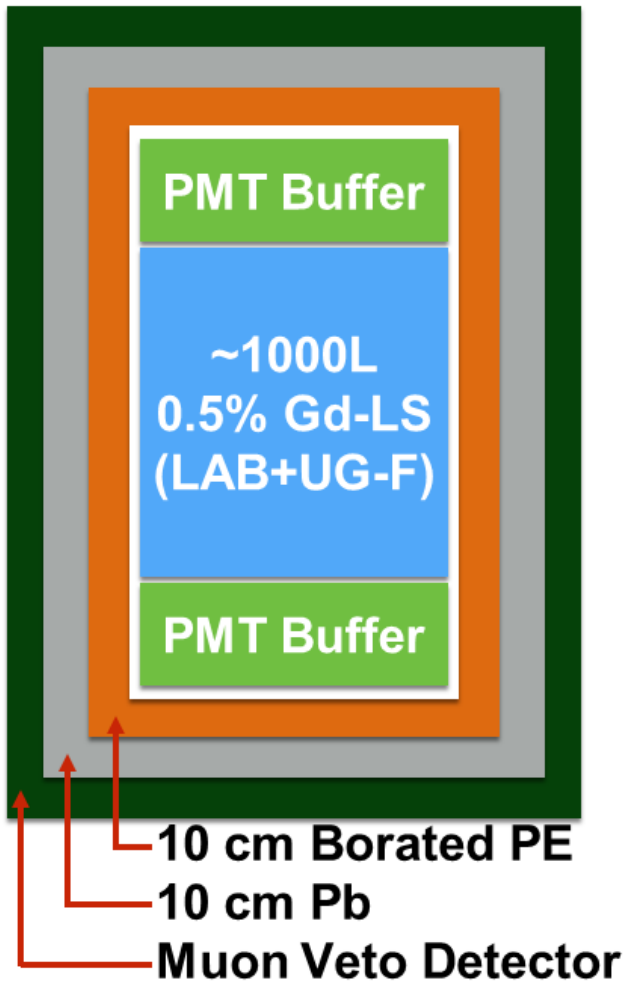 PMT Buffer
~1000L
0.5% Gd-LS
(LAB+UG-F)
PMT Buffer
10 cm Borated PE
10 cm Pb
Muon Veto Detector